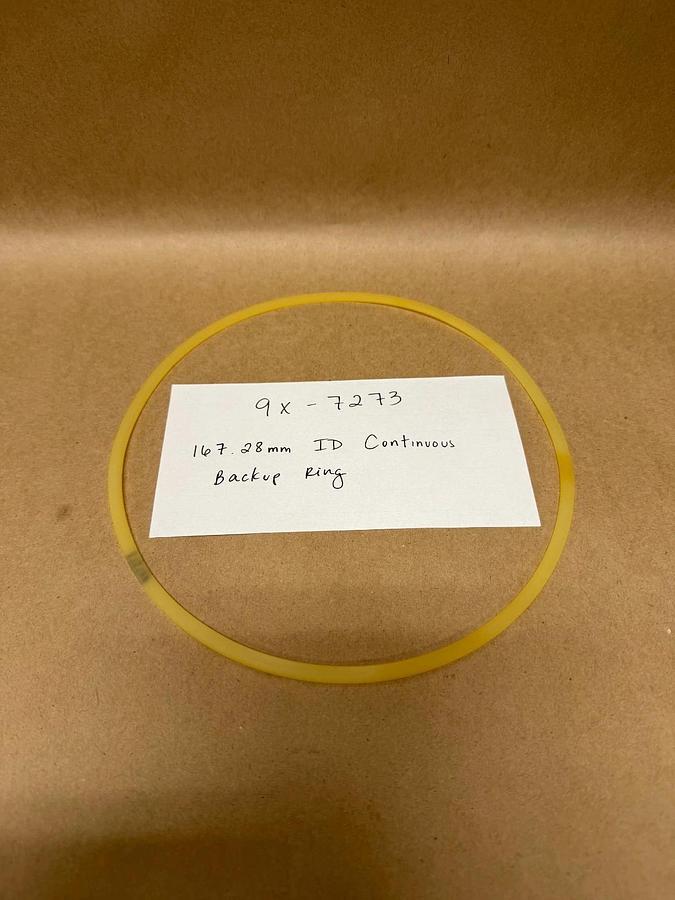 9x - 7273
167.28mm ID Continuous
Backup Ring